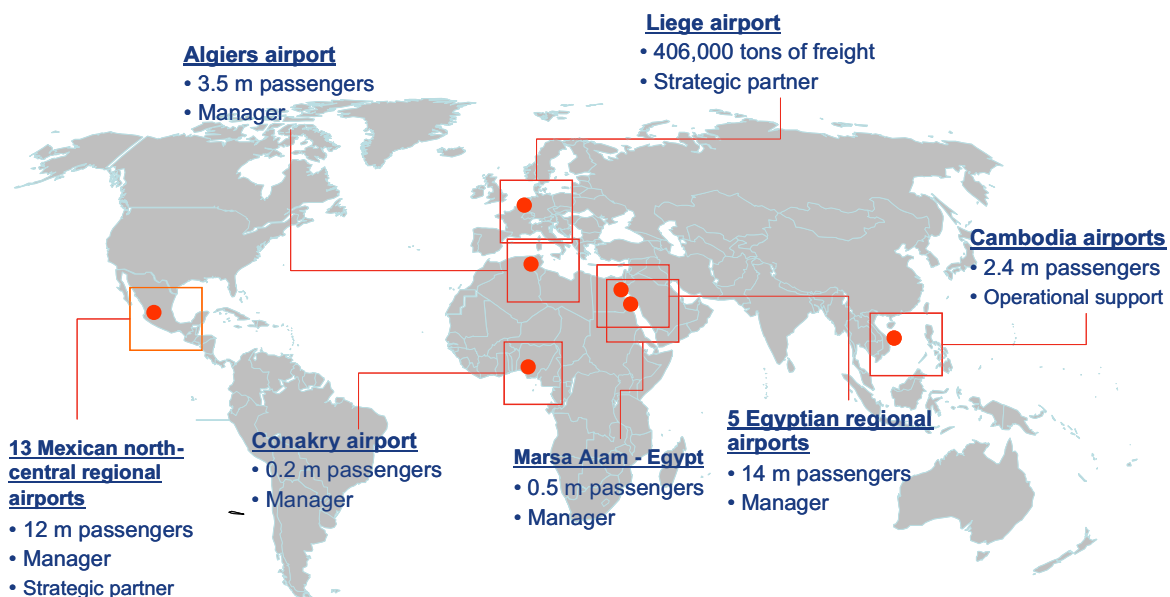 Liege airport
• 406,000 tons of freight
• Strategic partner
Algiers airport
• 3.5 m passengers
• Manager
Cambodia airports
• 2.4 m passengers
• Operational support
5 Egyptian regional
airports
• 14 m passengers
• Manager
Conakry airport
• 0.2 m passengers
• Manager
Marsa Alam - Egypt
• 0.5 m passengers
• Manager
13 Mexican north-
central regional
airports
• 12 m passengers
• Manager
• Strategic partner